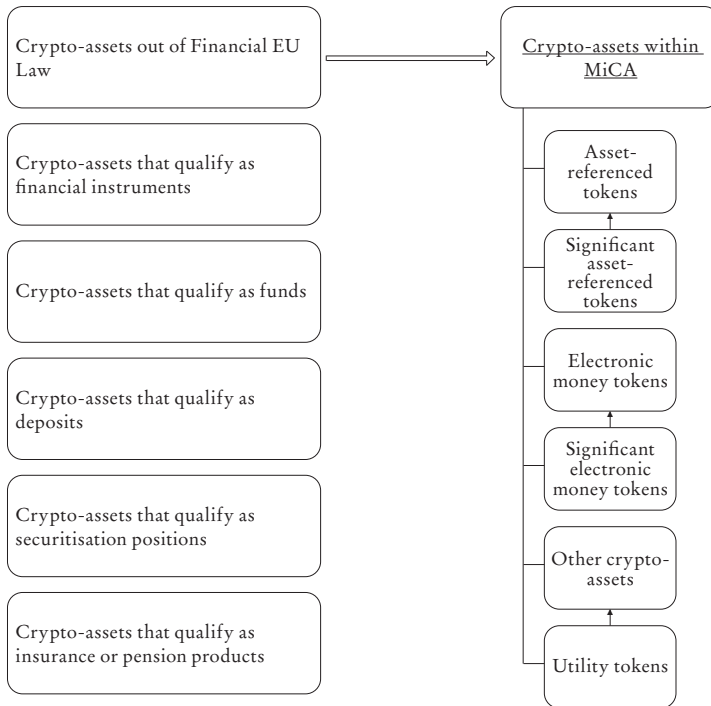 Crypto-assets out of Financial EU
Law
Crypto-assets that qualify as
financial instruments
Crypto-assets that qualify as funds
Crypto-assets that qualify as
deposits
Crypto-assets that qualify as
securitisation positions
Crypto-assets that qualify as
insurance or pension products
Crypto-assets within
MiCA
Asset-
referenced
tokens
Significant
asset-
referenced
tokens
Electronic
money tokens
Significant
electronic
money tokens
Other crypto-
assets
Utility tokens